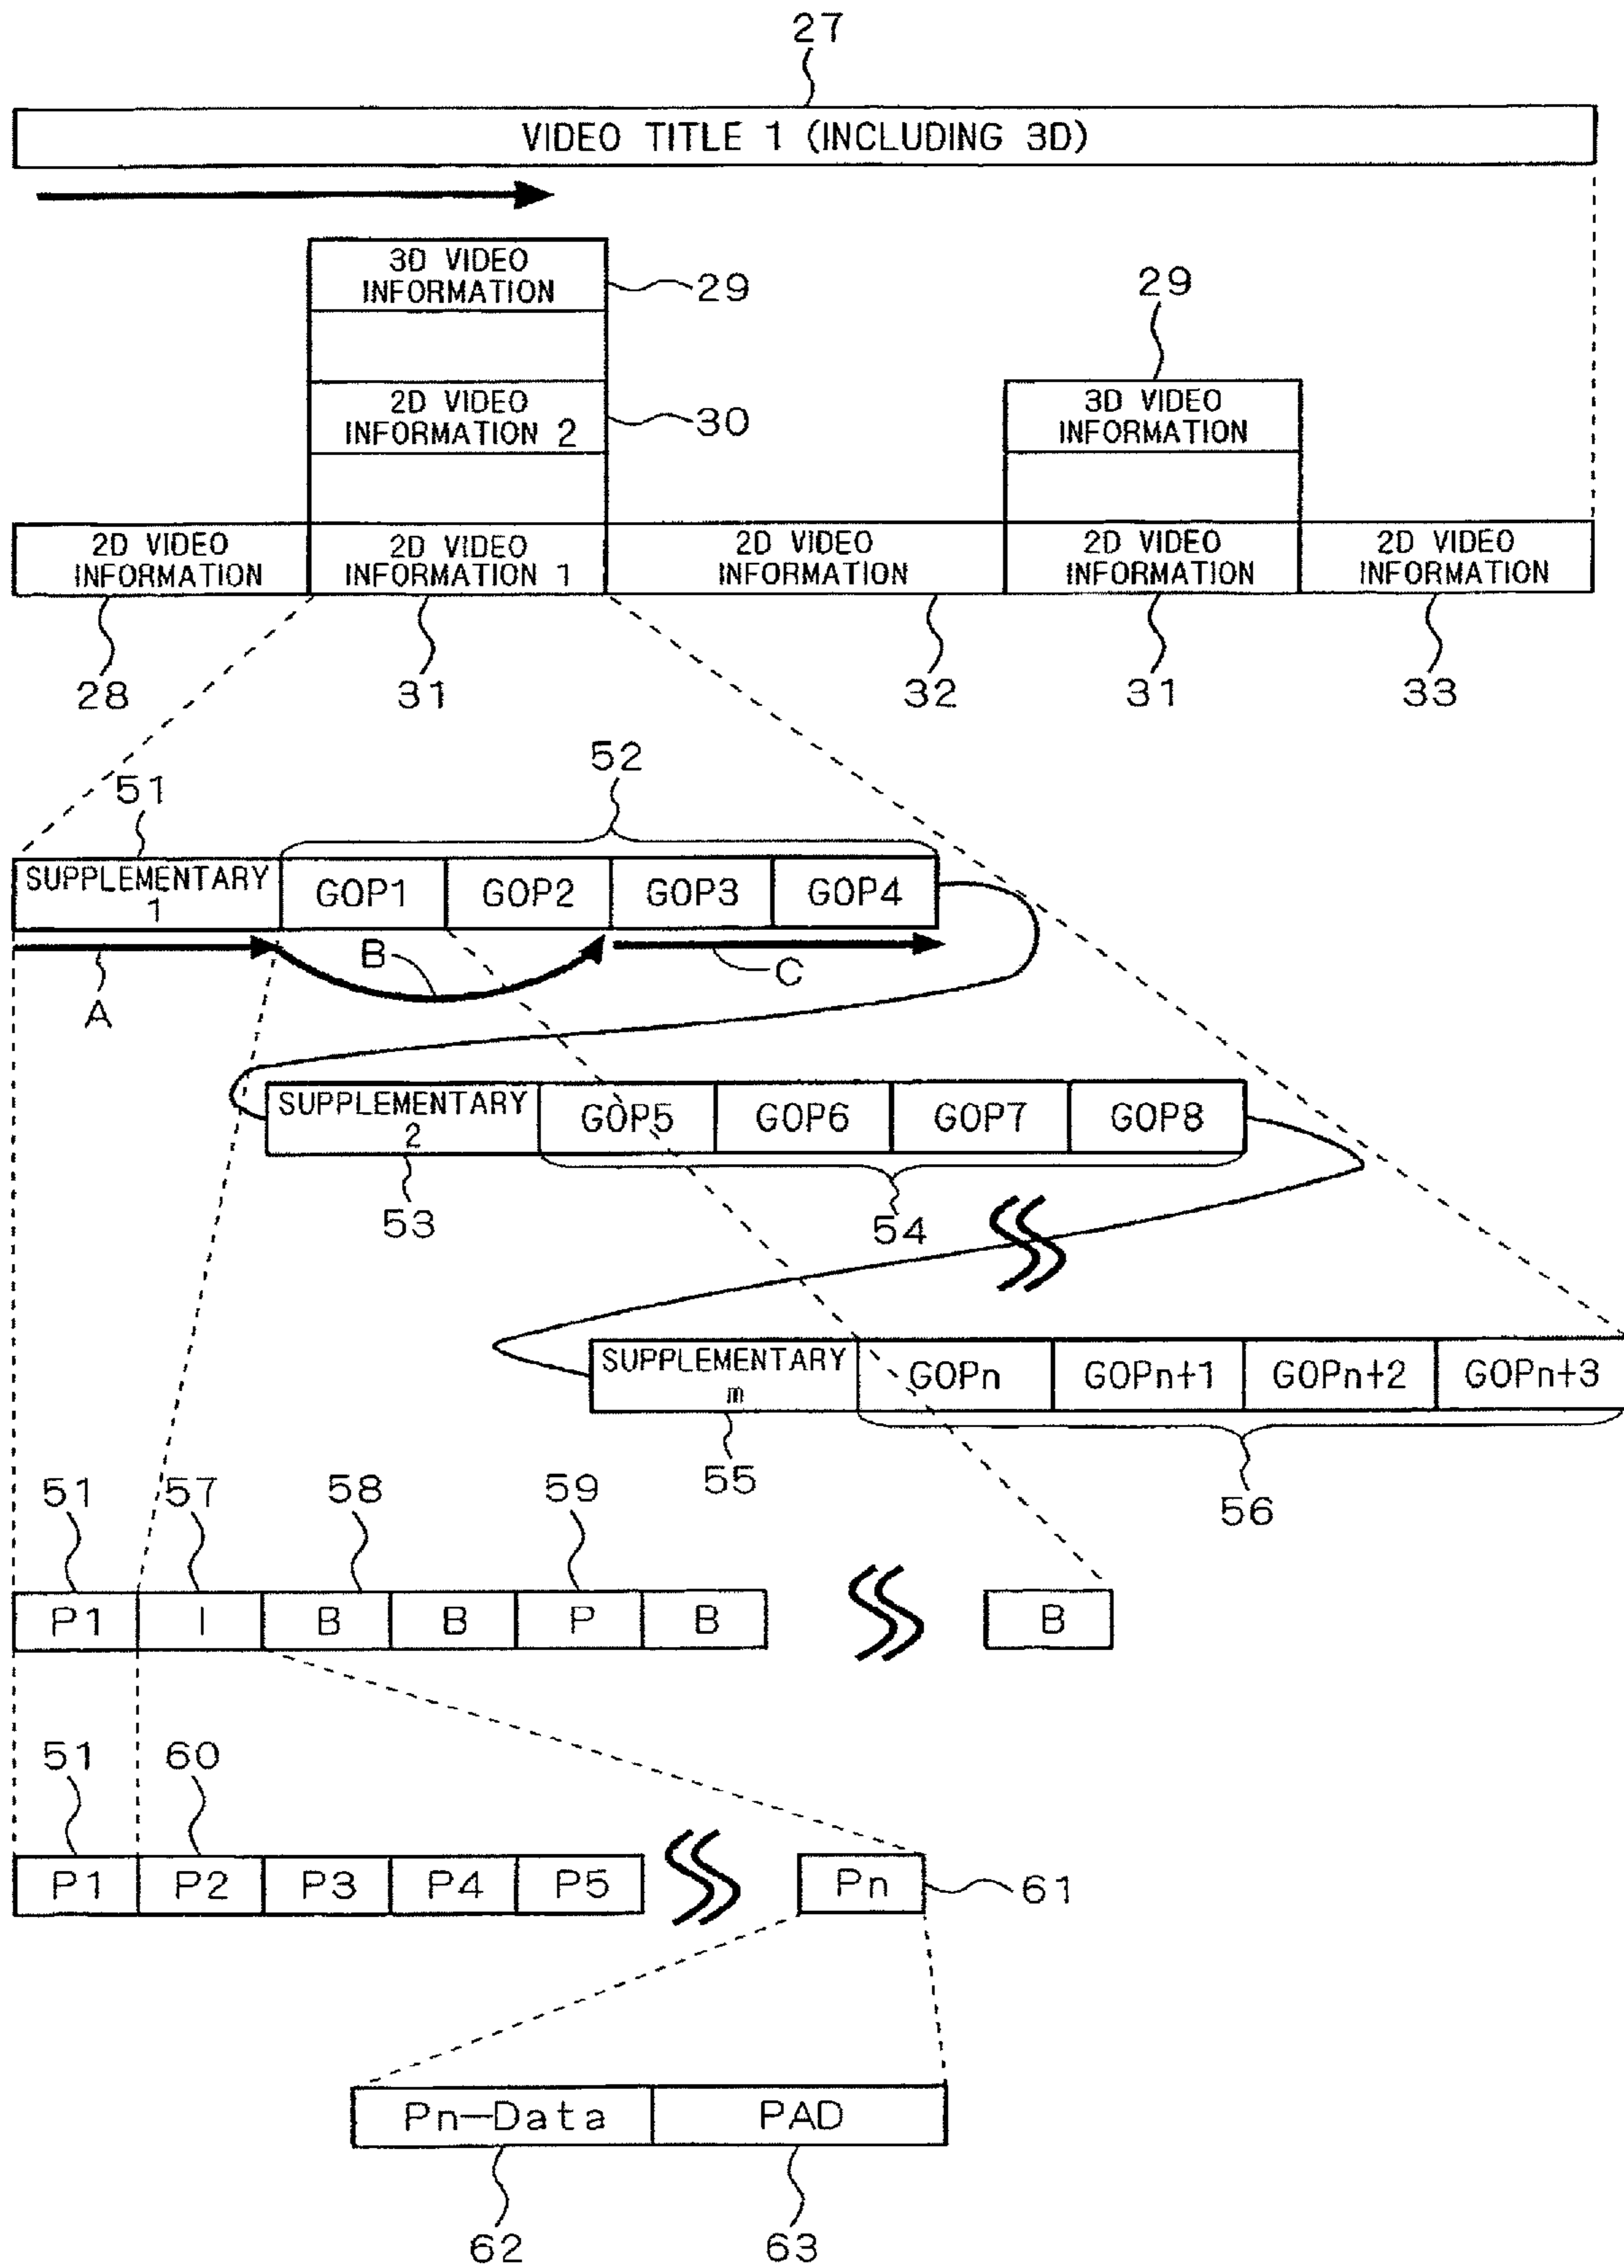 27
VIDEO TITLE 1 (INCLUDING 3D)
3D VIDEO
INFORMATION
29
2D VIDEO
INFORMATION 2
30
29
3D VIDEO
INFORMATION
2D VIDEO
INFORMATION
2D VIDEO
INFORMATION 1
2D VIDEO
INFORMATION
2D VIDEO
INFORMATION
2D VIDEO
INFORMATION
28
31
32
31
33
51
52
SUPPLEMENTARY
1
GOP1
GOP2
GOP3
GOP4
A
B
C
SUPPLEMENTARY
2
GOP5
GOP6
GOP7
GOP8
53
54
SUPPLEMENTARY
m
GOPn
GOPn+1
GOPn+2
GOPn+3
55
56
51
57
58
59
P1
I
B
B
P
B
B
51
60
P1
P2
P3
P4
P5
Pn
61
Pn-Data
PAD
62
63